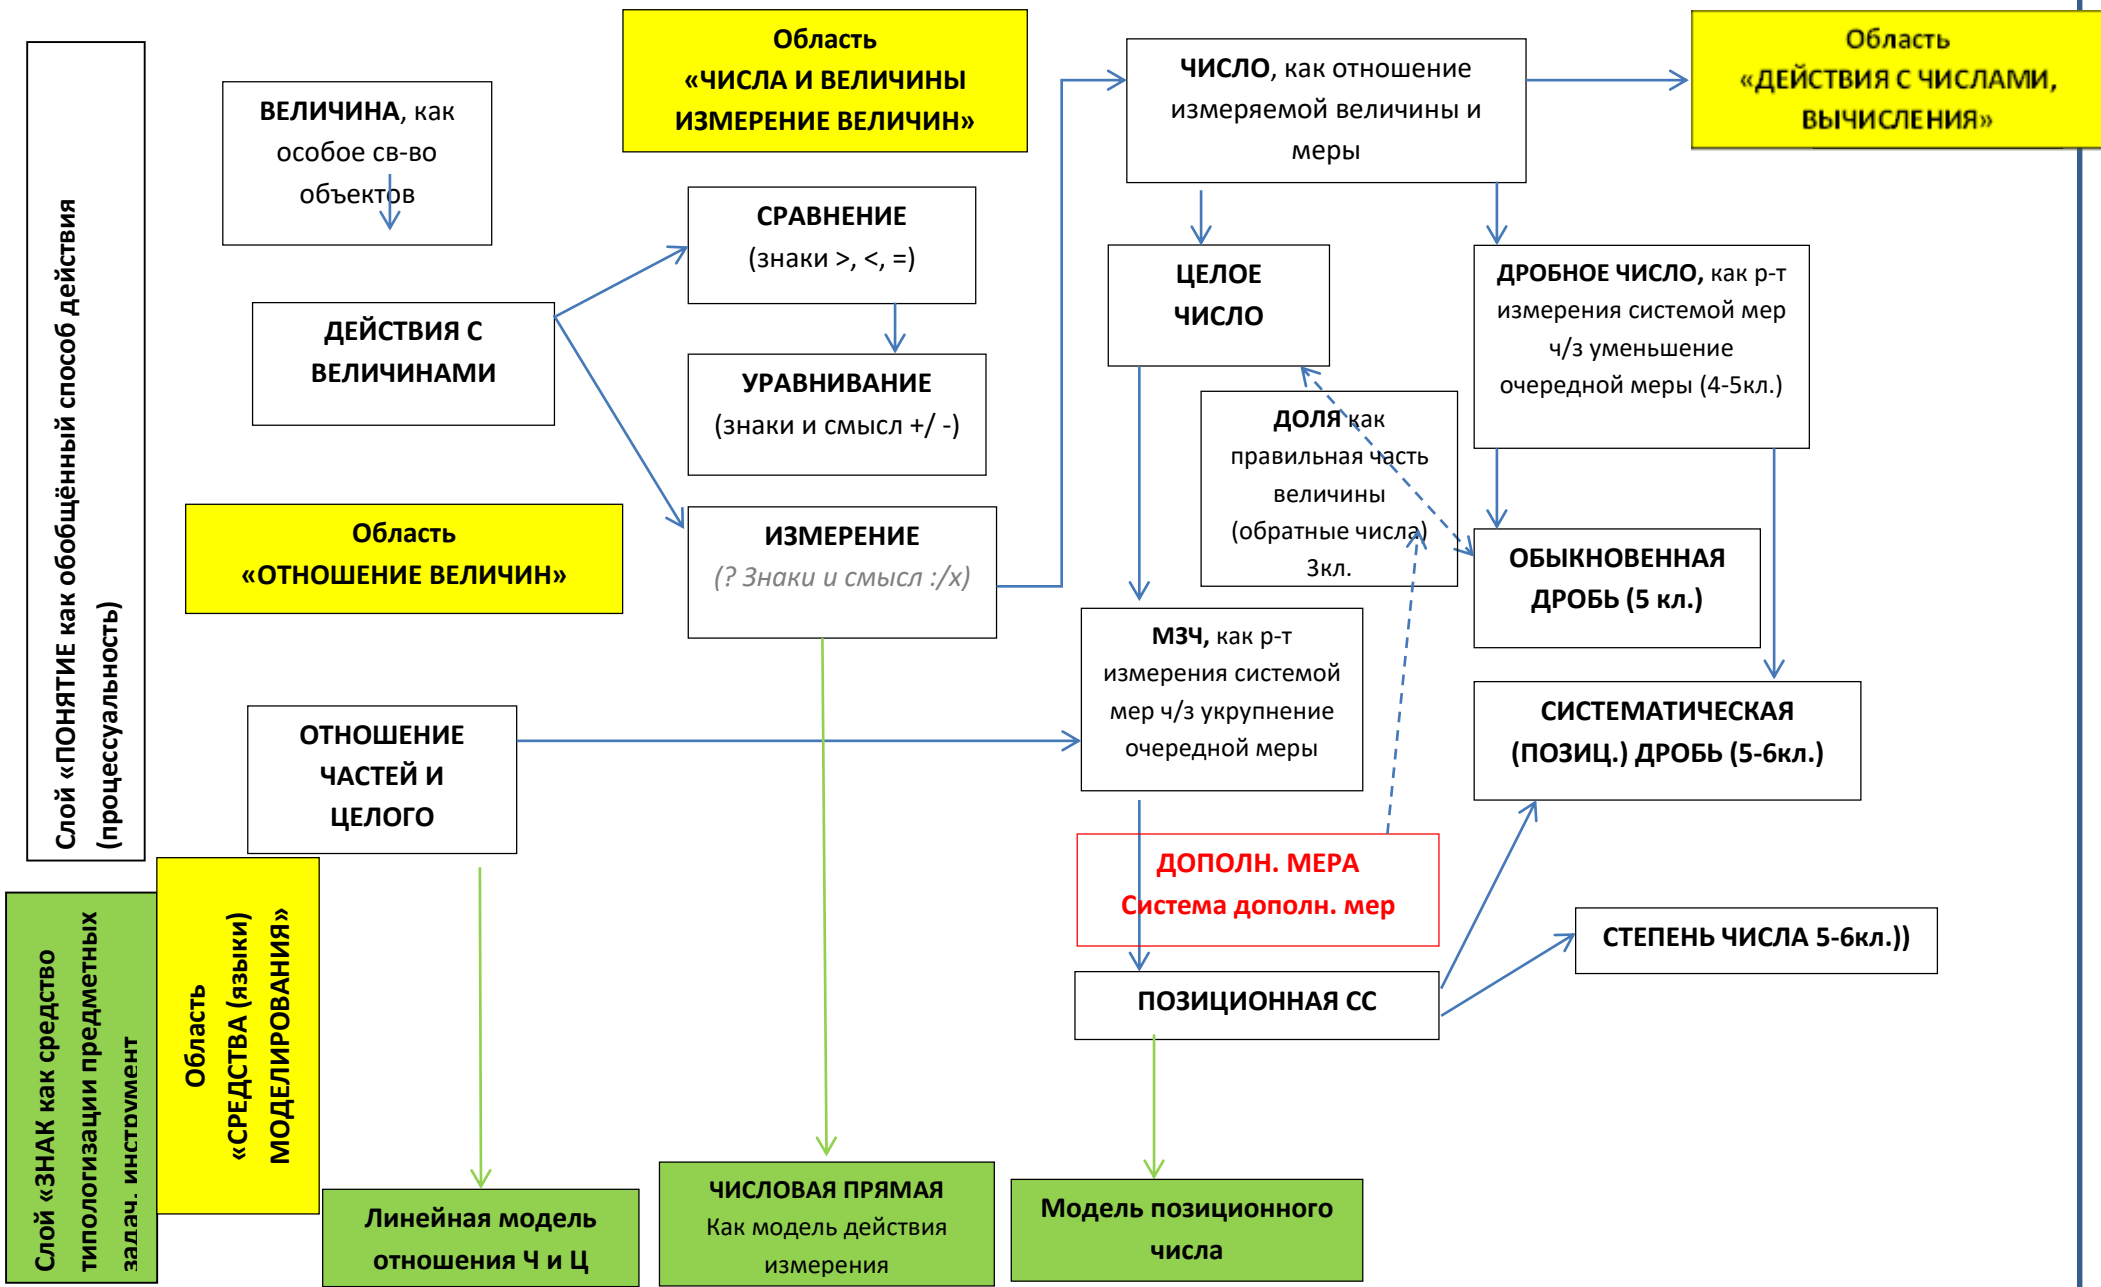 Слой «ПОНЯТИЕ как обобщённый способ действия
(процессуальность)
ВЕЛИЧИНА, как
особое св-во
объектов
Область
«ЧИСЛА И ВЕЛИЧИНЫ
ИЗМЕРЕНИЕ ВЕЛИЧИН»
ЧИСЛО, как отношение
измеряемой величины и
меры
Область
«ДЕЙСТВИЯ С ЧИСЛАМИ,
ВЫЧИСЛЕНИЯ»
СРАВНЕНИЕ
(знаки >, <, =)
ЦЕЛОЕ
ЧИСЛО
ДРОБНОЕ ЧИСЛО, как р-т
измерения системой мер
ч/з уменьшение
очередной меры (4-5кл.)
ДЕЙСТВИЯ С
ВЕЛИЧИНАМИ
УРАВНИВАНИЕ
(знаки и смысл +/ -)
ДОЛЯ как
правильная часть
величины
(обратные числа)
3кл.
Область
«ОТНОШЕНИЕ ВЕЛИЧИН»
ИЗМЕРЕНИЕ
(? Знаки и смысл :/х)
ОБЫКНОВЕННАЯ
ДРОБЬ (5 кл.)
МЗЧ, как р-т
измерения системой
мер ч/з укрупнение
очередной меры
СИСТЕМАТИЧЕСКАЯ
(ПОЗИЦ.) ДРОБЬ (5-6кл.)
ОТНОШЕНИЕ
ЧАСТЕЙ И
ЦЕЛОГО
ДОПОЛН. МЕРА
Система дополн. мер
СТЕПЕНЬ ЧИСЛА 5-6кл.))
ПОЗИЦИОННАЯ СС
Слой «ЗНАК как средство
типологизации предметных
задач, инструмент
Область
«СРЕДСТВА (языки)
МОДЕЛИРОВАНИЯ»
Линейная модель
отношения Ч и Ц
ЧИСЛОВАЯ ПРЯМАЯ
Как модель действия
измерения
Модель позиционного
числа